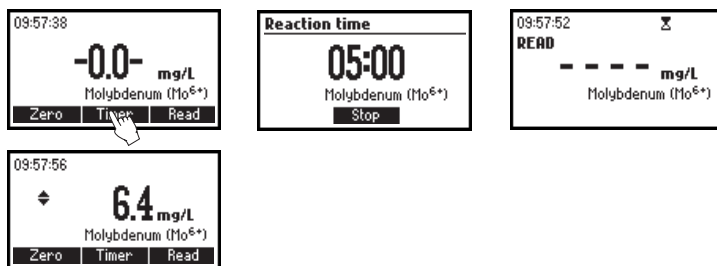 09:57:38
-0.0- mg/L
Molybdenum (Mo⁶⁺)
Zero Timer Read
Reaction time
05:00
Molybdenum (Mo⁶⁺)
Stop
09:57:52
READ
- - - - mg/L
Molybdenum (Mo⁶⁺)
09:57:56
6.4 mg/L
Molybdenum (Mo⁶⁺)
Zero Timer Read